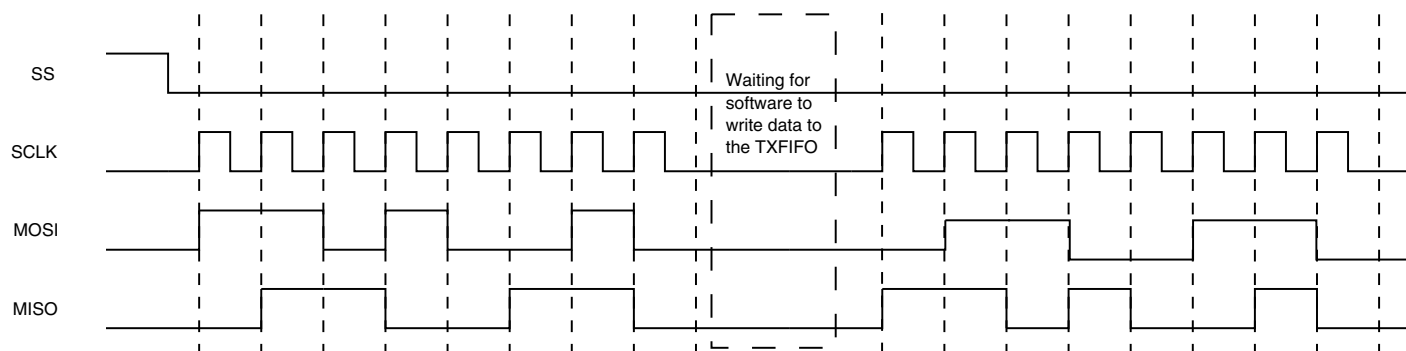 SS
Waiting for
software to
write data to
the TXFIFO
SCLK
MOSI
MISO